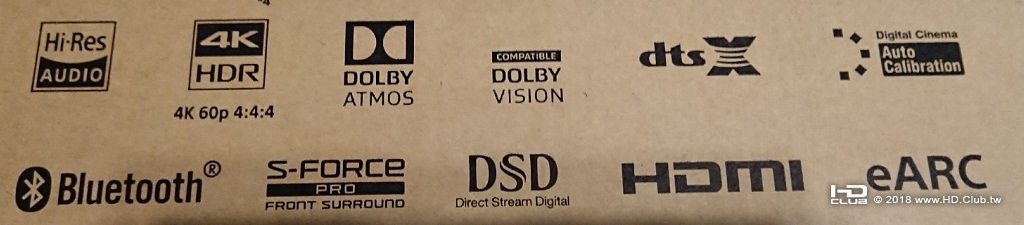 Hi-Res
AUDIO
4K
HDR
4K 60p 4:4:4
DOLBY
ATMOS
COMPATIBLE
DOLBY
VISION
dts X
Digital Cinema
Auto
Calibration
Bluetooth®
S-FORCE
PRO
FRONT SURROUND
DSD
Direct Stream Digital
HDMI
eARC
HD
CLUB
© 2018 www.HD.Club.tw